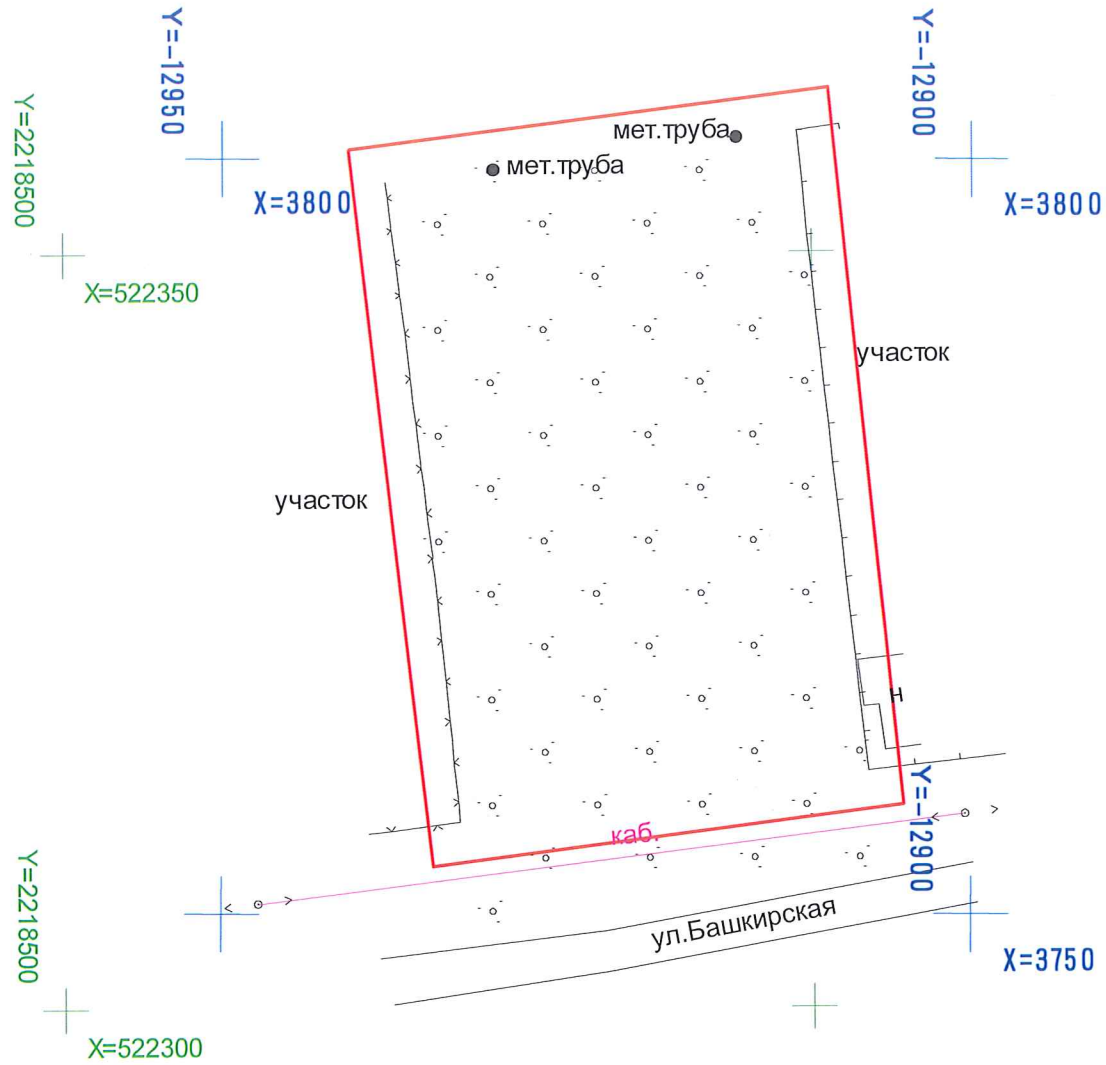 Y=-12950
Y=-12900
Y=2218500
мет.труба
мет.труба
X=3800
X=3800
X=522350
участок
участок
н
Y=-12900
каб.
Y=2218500
ул.Башкирская
X=3750
X=522300